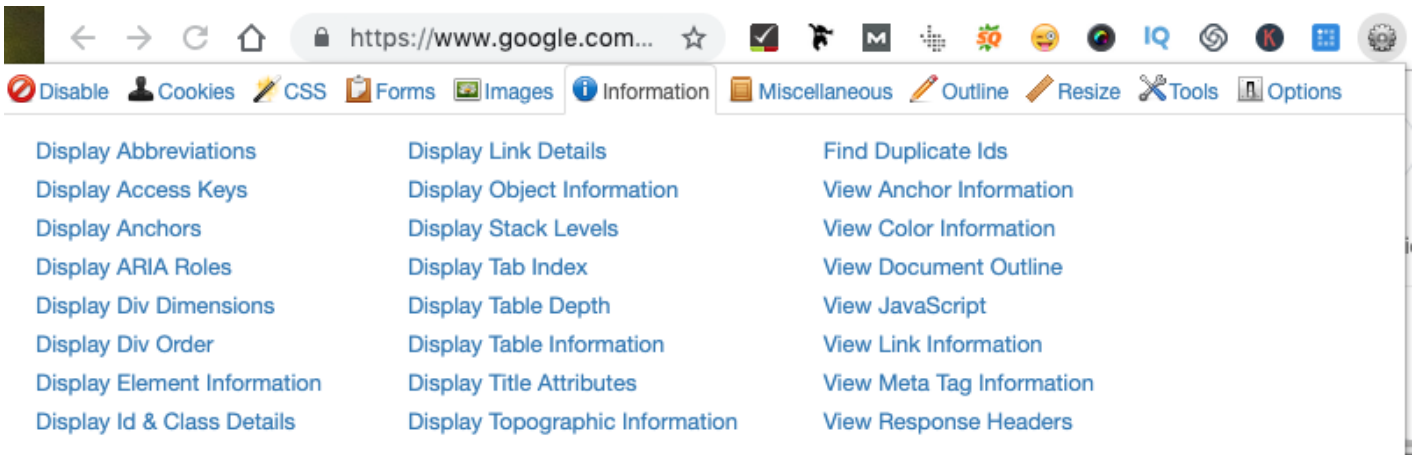 https://www.google.com... M SQ IQ K
Disable Cookies CSS Forms Images Information Miscellaneous Outline Resize Tools Options
Display Abbreviations Display Link Details Find Duplicate Ids
Display Access Keys Display Object Information View Anchor Information
Display Anchors Display Stack Levels View Color Information
Display ARIA Roles Display Tab Index View Document Outline
Display Div Dimensions Display Table Depth View JavaScript
Display Div Order Display Table Information View Link Information
Display Element Information Display Title Attributes View Meta Tag Information
Display Id & Class Details Display Topographic Information View Response Headers